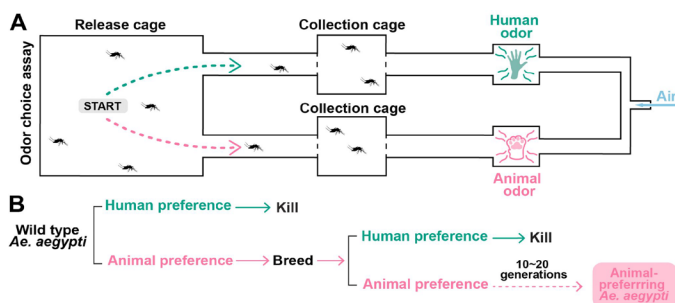 A
Release cage
Collection cage
Human
odor
Odor choice assay
START
Air
Collection cage
Animal
odor
B
Wild type
Ae. aegypti
Human preference
Kill
Animal preference
Breed
Human preference
Kill
Animal preference
10~20
generations
Animal-
preferrring
Ae. aegypti